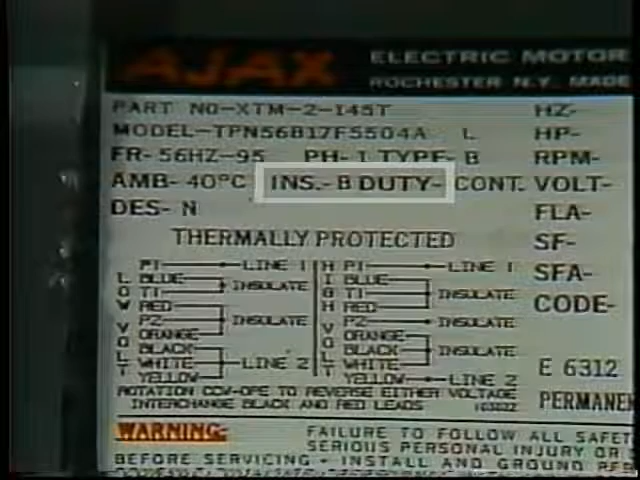 AJAX ELECTRIC MOTOR
ROCHESTER N.Y. MADE
PART NO-XTM-2-145T HZ-
MODEL-TPN56B17F5504A L HP-
FR-56HZ-95 PH-1 TYPE-B RPM-
AMB-40°C INS.-B DUTY-CONT. VOLT-
DES-N FLA-
THERMALLY PROTECTED SF-
SFA-
CODE-
LOW VOLT
P1 LINE 1
BLUE
T1 INSULATE
RED
P2 INSULATE
ORANGE
BLACK
WHITE LINE 2
YELLOW
HIGH VOLT
P1 LINE 1
BLUE
T1 INSULATE
RED
P2 INSULATE
ORANGE
BLACK INSULATE
WHITE
YELLOW LINE 2
E 6312
ROTATION CCW-OPE TO REVERSE EITHER VOLTAGE
INTERCHANGE BLACK AND RED LEADS
WARNING:
FAILURE TO FOLLOW ALL SAFET
SERIOUS PERSONAL INJURY OR
BEFORE SERVICING • INSTALL AND GROUND PER